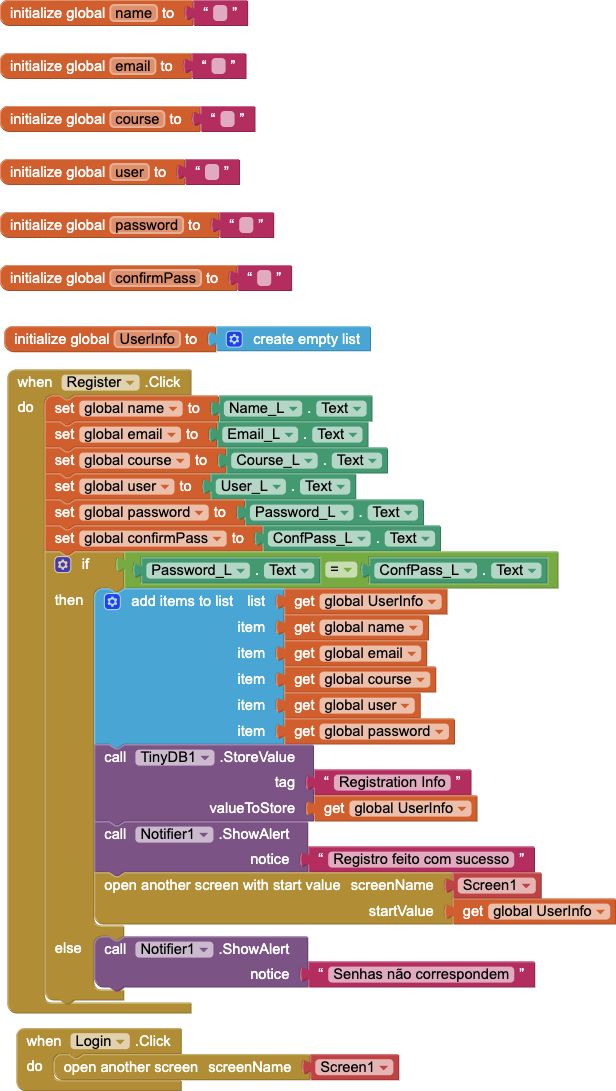 initialize global name to “ ”
initialize global email to “ ”
initialize global course to “ ”
initialize global user to “ ”
initialize global password to “ ”
initialize global confirmPass to “ ”
initialize global UserInfo to create empty list
when Register .Click
do set global name to Name_L . Text
set global email to Email_L . Text
set global course to Course_L . Text
set global user to User_L . Text
set global password to Password_L . Text
set global confirmPass to ConfPass_L . Text
if Password_L . Text = ConfPass_L . Text
then add items to list list get global UserInfo
item get global name
item get global email
item get global course
item get global user
item get global password
call TinyDB1 .StoreValue
tag “ Registration Info ”
valueToStore get global UserInfo
call Notifier1 .ShowAlert
notice “ Registro feito com sucesso ”
open another screen with start value screenName Screen1
startValue get global UserInfo
else call Notifier1 .ShowAlert
notice “ Senhas não correspondem ”
when Login .Click
do open another screen screenName Screen1